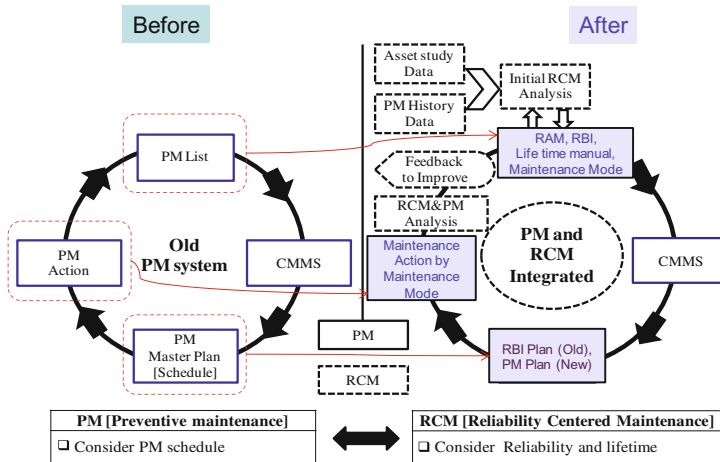 Before
After
PM List
Old
PM system
PM
Action
CMMS
PM
Master Plan
[Schedule]
Asset study
Data
PM History
Data
Initial RCM
Analysis
RAM, RBI,
Life time manual,
Maintenance Mode
Feedback
to Improve
RCM&PM
Analysis
Maintenance
Action by
Maintenance
Mode
PM and
RCM
Integrated
CMMS
RBI Plan (Old),
PM Plan (New)
PM
RCM
PM [Preventive maintenance]
❑ Consider PM schedule
RCM [Reliability Centered Maintenance]
❑ Consider Reliability and lifetime